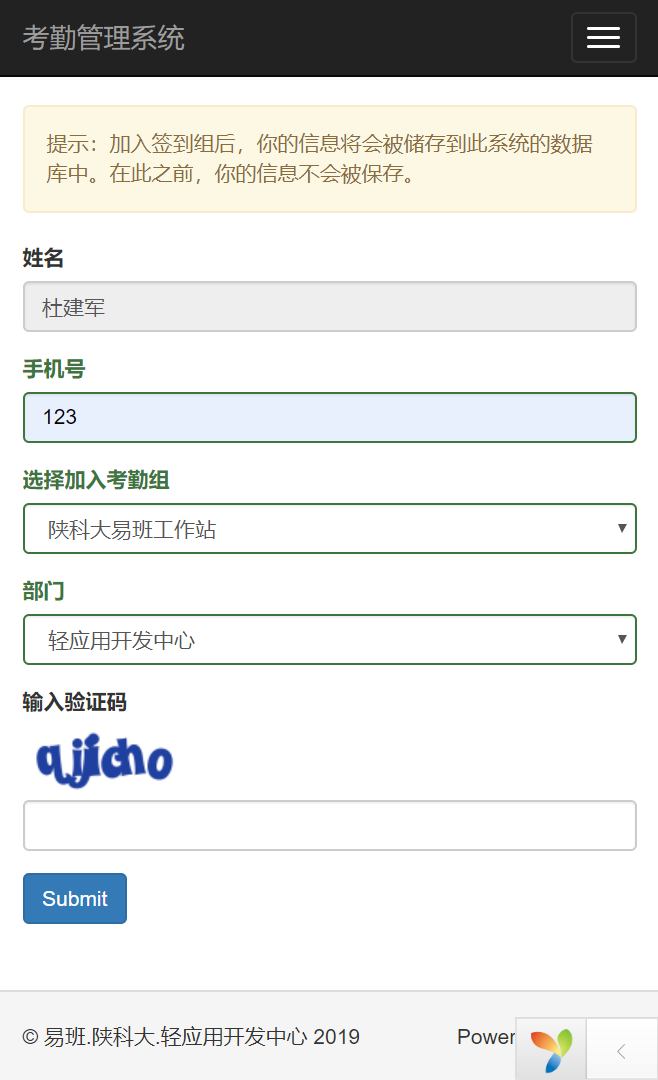 考勤管理系统
提示：加入签到组后，你的信息将会被储存到此系统的数据
库中。在此之前，你的信息不会被保存。
姓名
杜建军
手机号
123
选择加入考勤组
陕科大易班工作站
部门
轻应用开发中心
输入验证码
Submit
© 易班.陕科大.轻应用开发中心 2019
Power